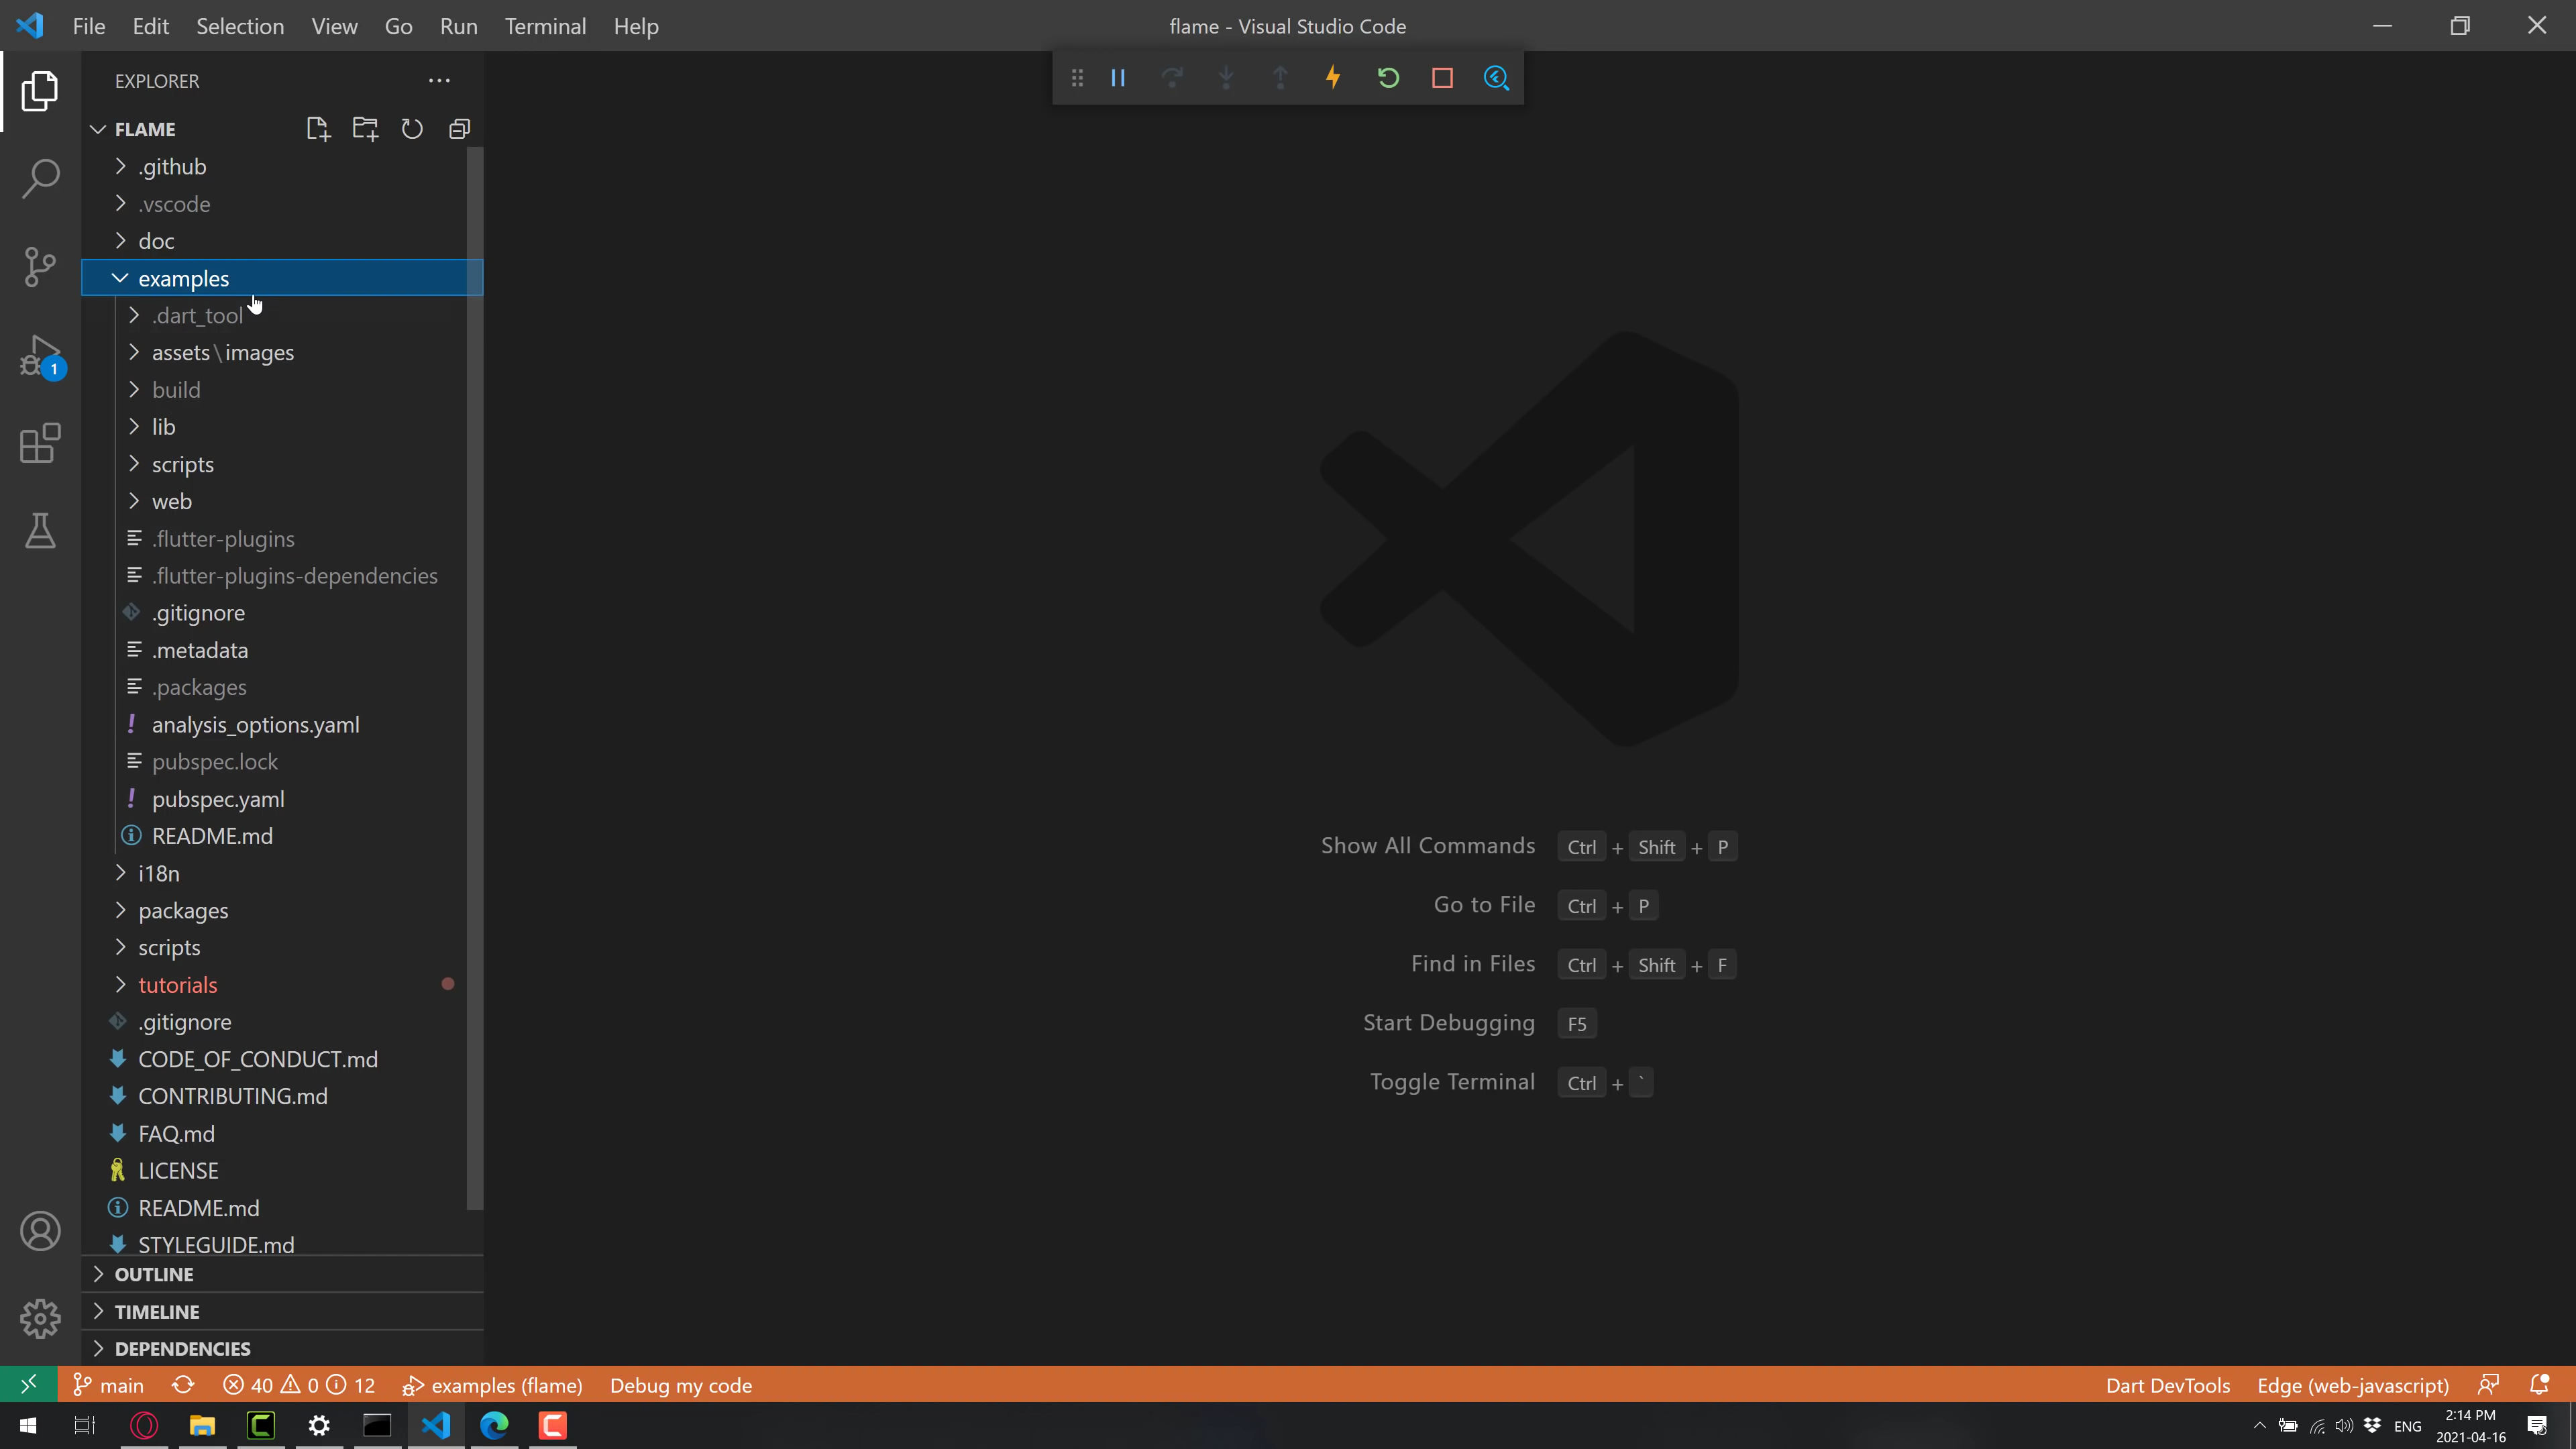 File Edit Selection View Go Run Terminal Help
flame - Visual Studio Code
EXPLORER
FLAME
.github
.vscode
doc
examples
.dart_tool
assets\images
build
lib
scripts
web
.flutter-plugins
.flutter-plugins-dependencies
.gitignore
.metadata
.packages
analysis_options.yaml
pubspec.lock
pubspec.yaml
README.md
i18n
packages
scripts
tutorials
.gitignore
CODE_OF_CONDUCT.md
CONTRIBUTING.md
FAQ.md
LICENSE
README.md
STYLEGUIDE.md
OUTLINE
TIMELINE
DEPENDENCIES
1
Show All Commands Ctrl + Shift + P
Go to File Ctrl + P
Find in Files Ctrl + Shift + F
Start Debugging F5
Toggle Terminal Ctrl + `
main 40 0 12 examples (flame) Debug my code Dart DevTools Edge (web-javascript)
ENG 2:14 PM
2021-04-16